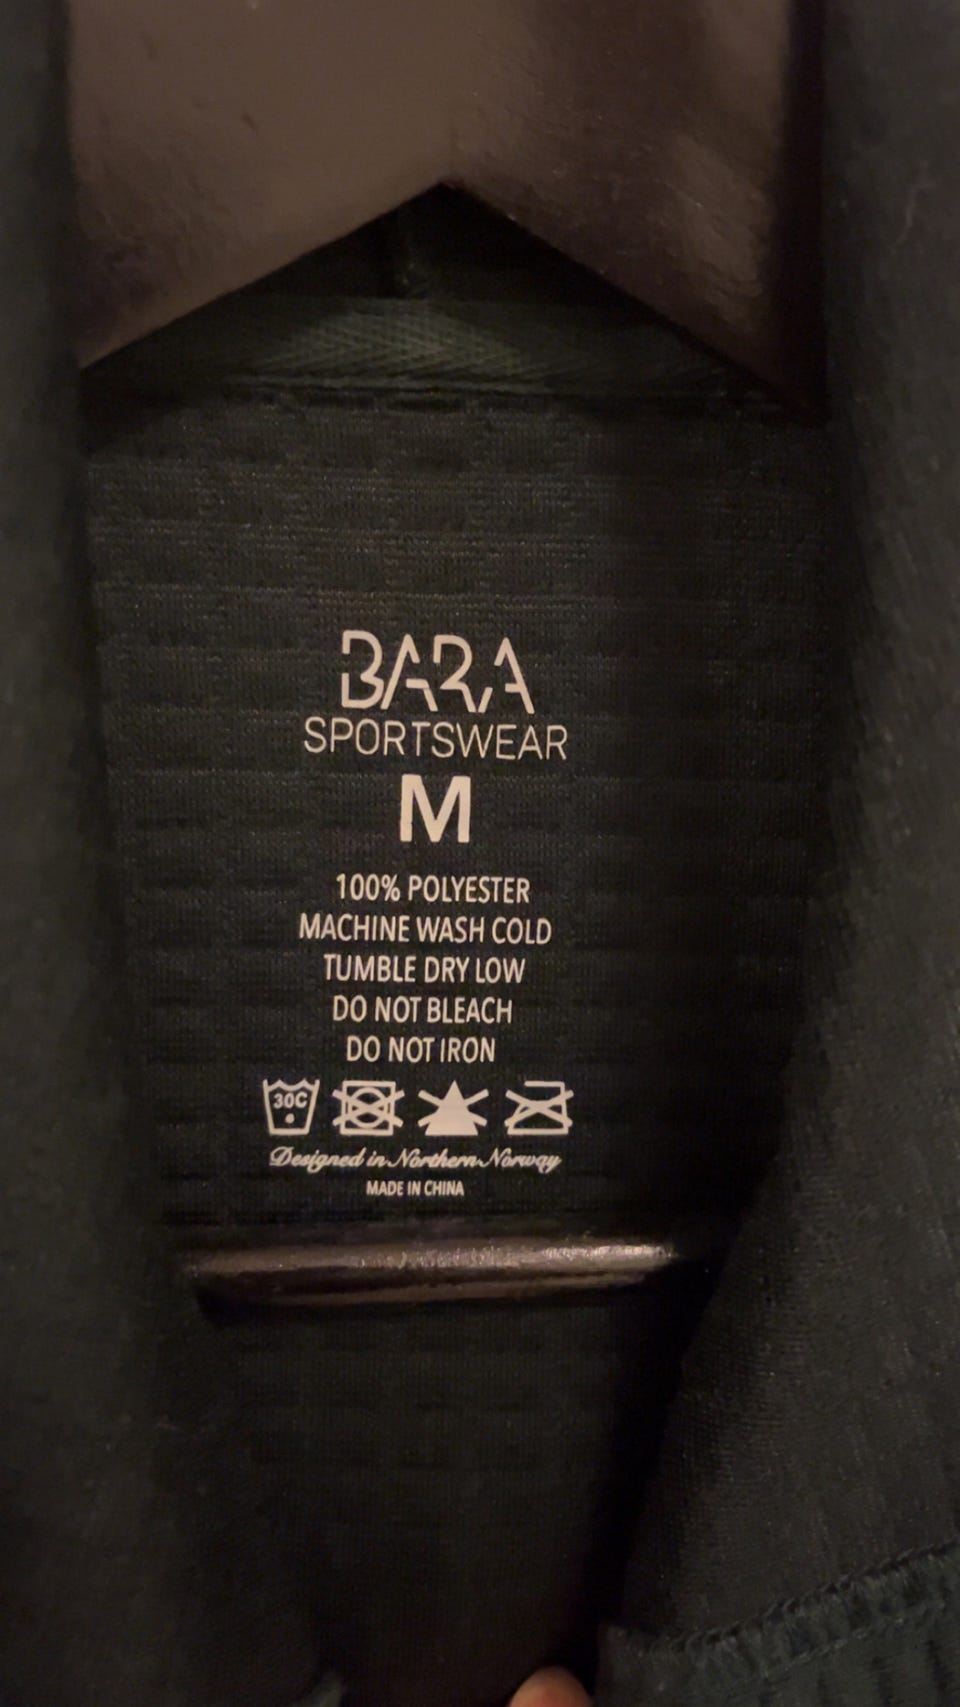 BARA
SPORTSWEAR
M
100% POLYESTER
MACHINE WASH COLD
TUMBLE DRY LOW
DO NOT BLEACH
DO NOT IRON
30C
Designed in Northern Norway
MADE IN CHINA